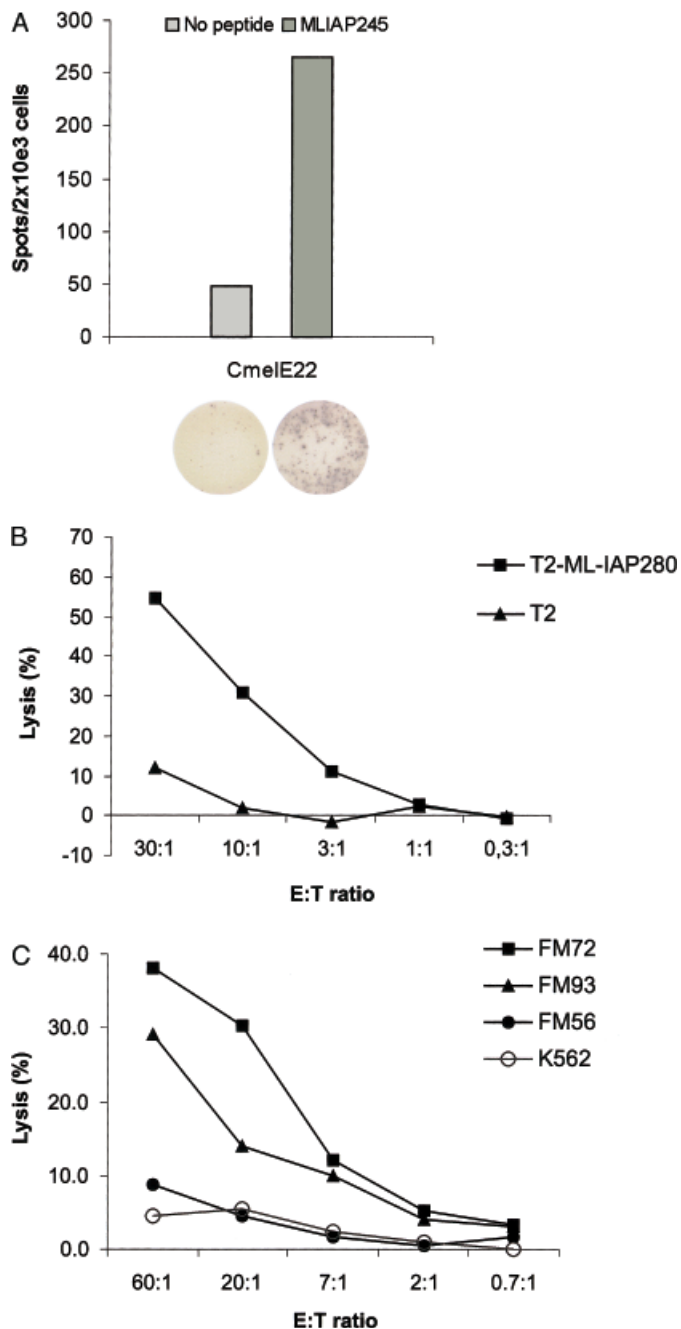 A
No peptide MLIAP245
Spots/2x10e3 cells
300
250
200
150
100
50
0
CmelE22
B
T2-ML-IAP280
T2
Lysis (%)
70
60
50
40
30
20
10
0
-10
30:1 10:1 3:1 1:1 0,3:1
E:T ratio
C
FM72
FM93
FM56
K562
Lysis (%)
40.0
30.0
20.0
10.0
0.0
60:1 20:1 7:1 2:1 0.7:1
E:T ratio